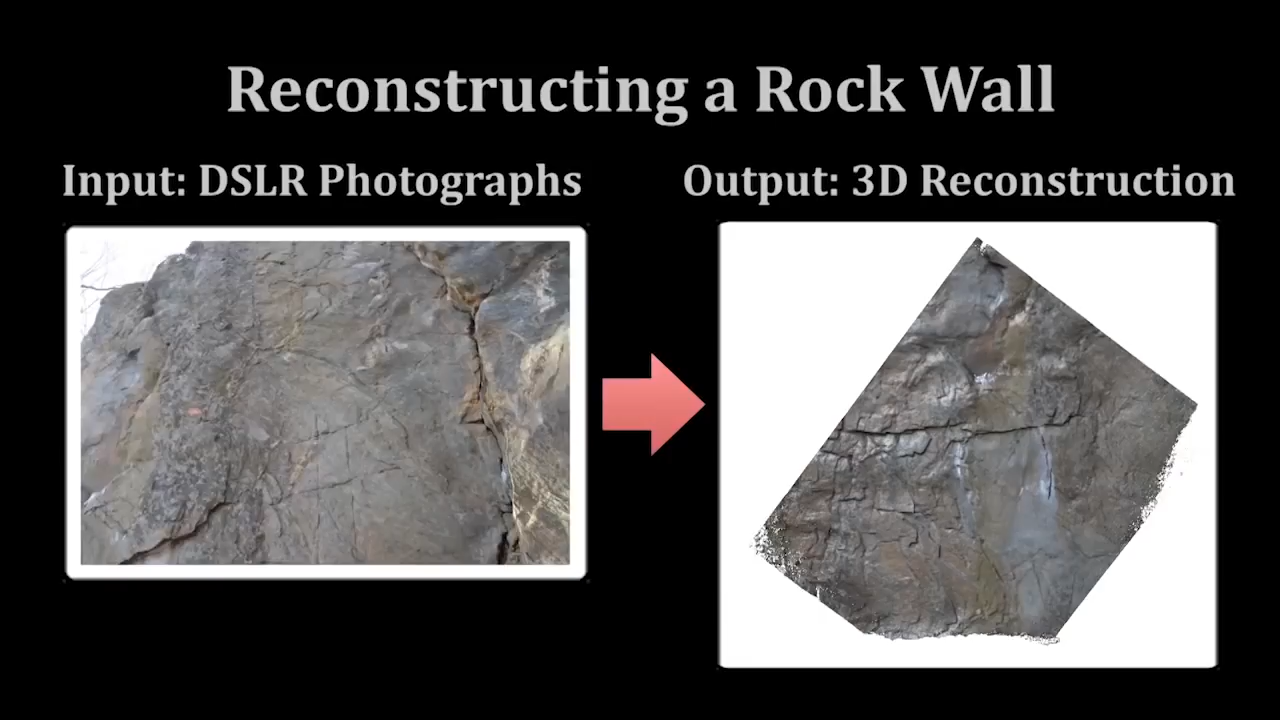 Reconstructing a Rock Wall
Input: DSLR Photographs
Output: 3D Reconstruction